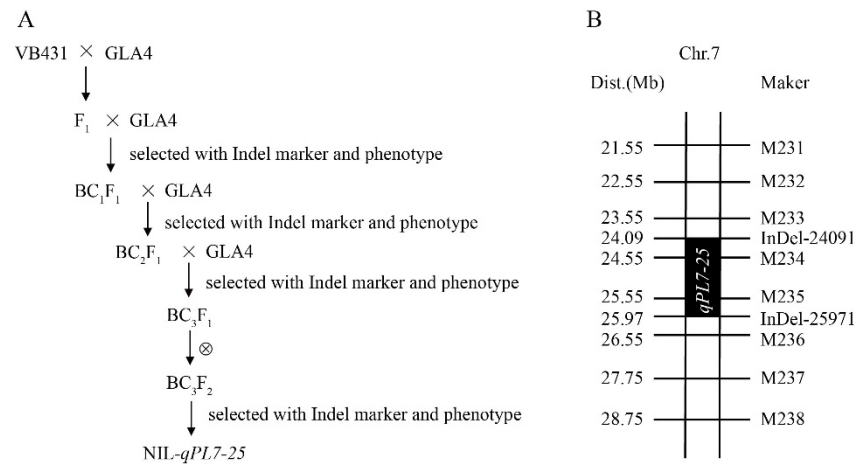 A
VB431 × GLA4
F₁ × GLA4
selected with Indel marker and phenotype
BC₁F₁ × GLA4
selected with Indel marker and phenotype
BC₂F₁ × GLA4
selected with Indel marker and phenotype
BC₃F₁
⊗
BC₃F₂
selected with Indel marker and phenotype
NIL-qPL7-25
B
Chr.7
Dist.(Mb) Maker
21.55 M231
22.55 M232
23.55 M233
24.09 InDel-24091
24.55 M234
qPL7-25
25.55 M235
25.97 InDel-25971
26.55 M236
27.75 M237
28.75 M238